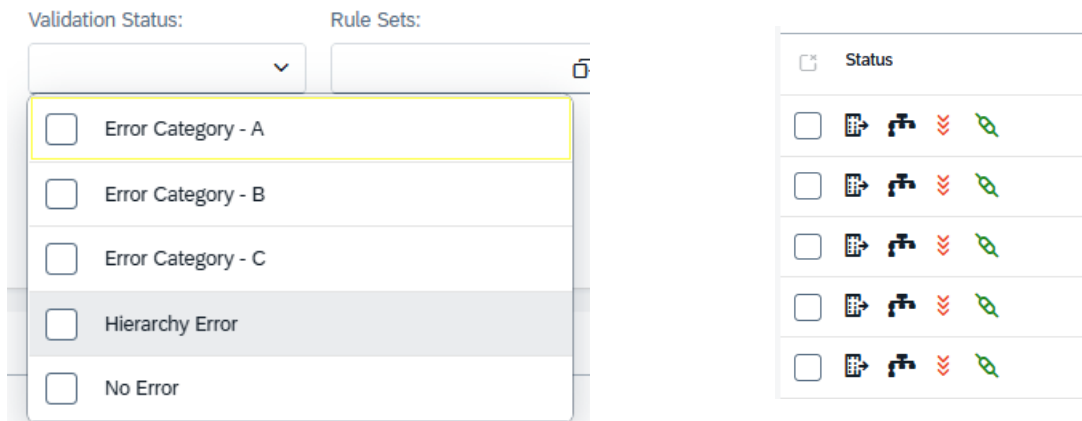 Validation Status:
Rule Sets:
Error Category - A
Error Category - B
Error Category - C
Hierarchy Error
No Error
Status